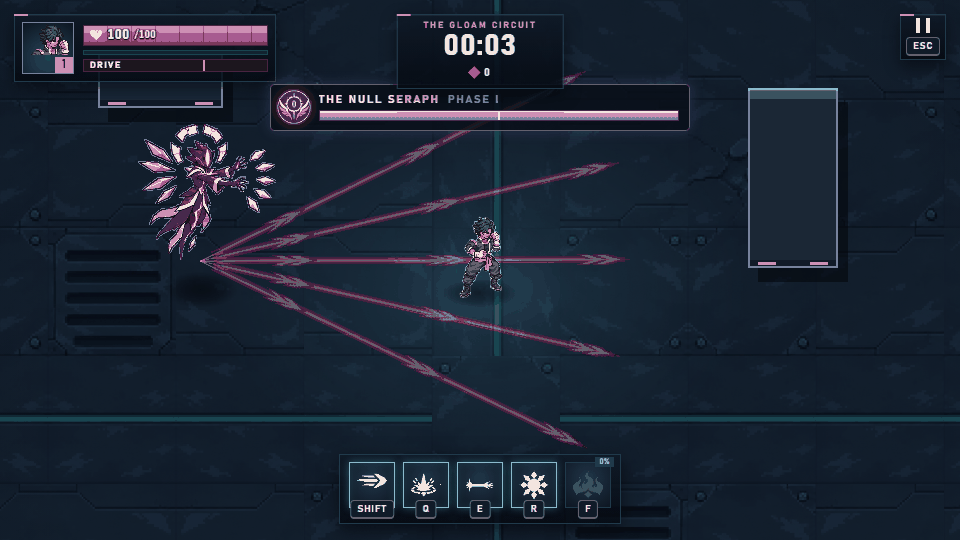 100 /100
1
DRIVE
THE GLOAM CIRCUIT
00:03
0
ESC
THE NULL SERAPH PHASE I
0%
SHIFT
Q
E
R
F